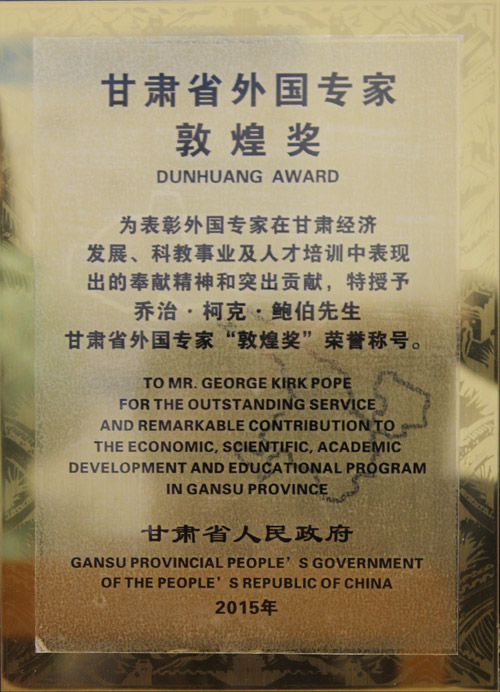 甘肃省外国专家
敦煌奖
DUNHUANG AWARD
为表彰外国专家在甘肃经济
发展、科教事业及人才培训中表现
出的奉献精神和突出贡献，特授予
乔治·柯克·鲍伯先生
甘肃省外国专家“敦煌奖”荣誉称号。
TO MR. GEORGE KIRK POPE
FOR THE OUTSTANDING SERVICE
AND REMARKABLE CONTRIBUTION TO
THE ECONOMIC, SCIENTIFIC, ACADEMIC
DEVELOPMENT AND EDUCATIONAL PROGRAM
IN GANSU PROVINCE
甘肃省人民政府
GANSU PROVINCIAL PEOPLE’S GOVERNMENT
OF THE PEOPLE’S REPUBLIC OF CHINA
2015年